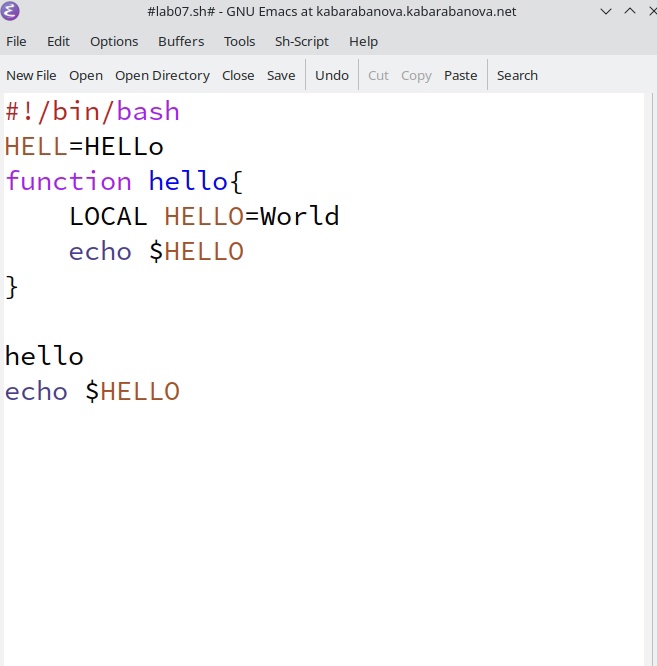 #lab07.sh# - GNU Emacs at kabarabanova.kabarabanova.net
File Edit Options Buffers Tools Sh-Script Help
New File Open Open Directory Close Save Undo Cut Copy Paste Search
#!/bin/bash
HELL=HELLo
function hello{
    LOCAL HELLO=World
    echo $HELLO
}
hello
echo $HELLO